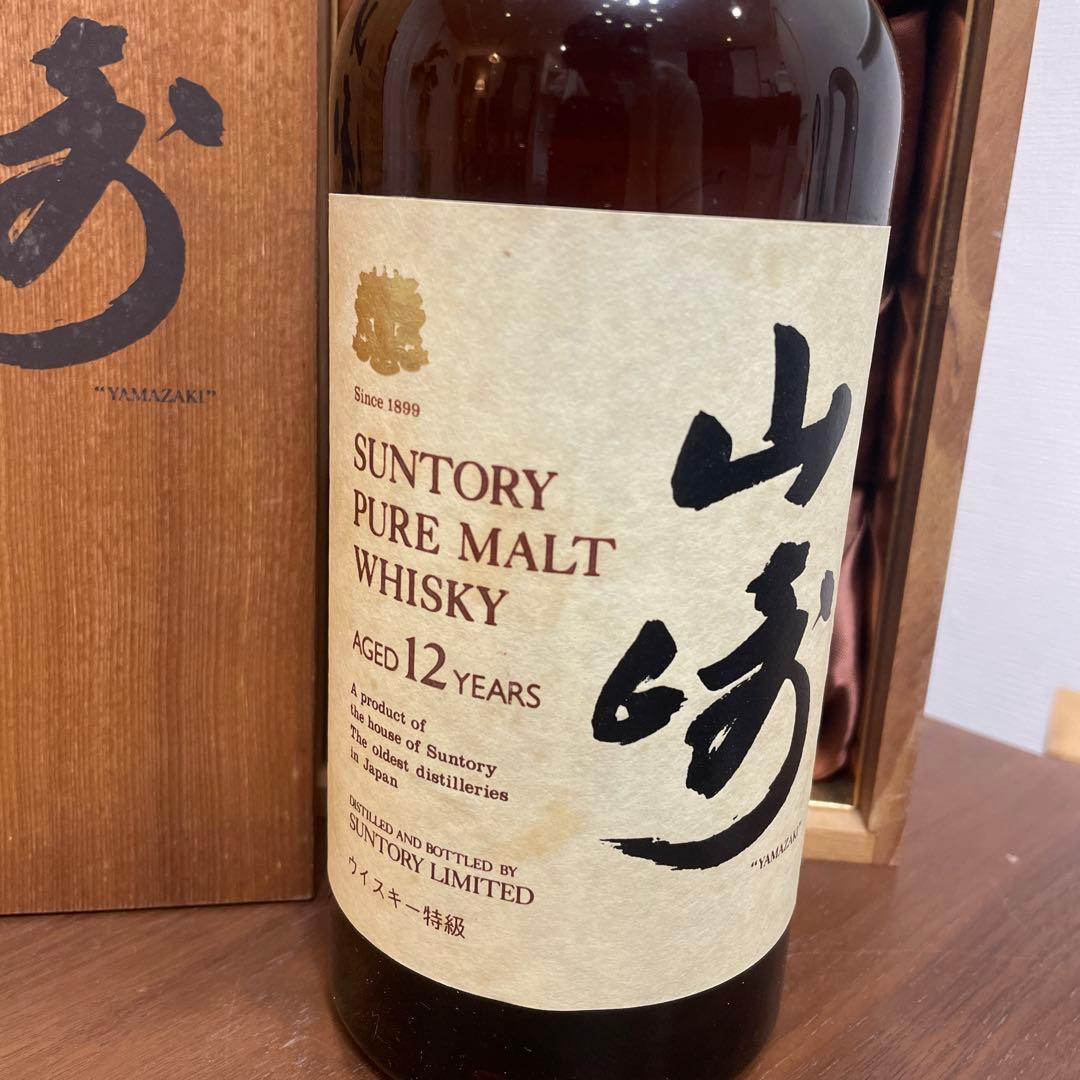 "YAMAZAKI"
Since 1899
SUNTORY
PURE MALT
WHISKY
AGED 12 YEARS
A product of
the house of Suntory
The oldest distilleries
in Japan
DISTILLED AND BOTTLED BY
SUNTORY LIMITED
ウイスキー特級
山崎
"YAMAZAKI"